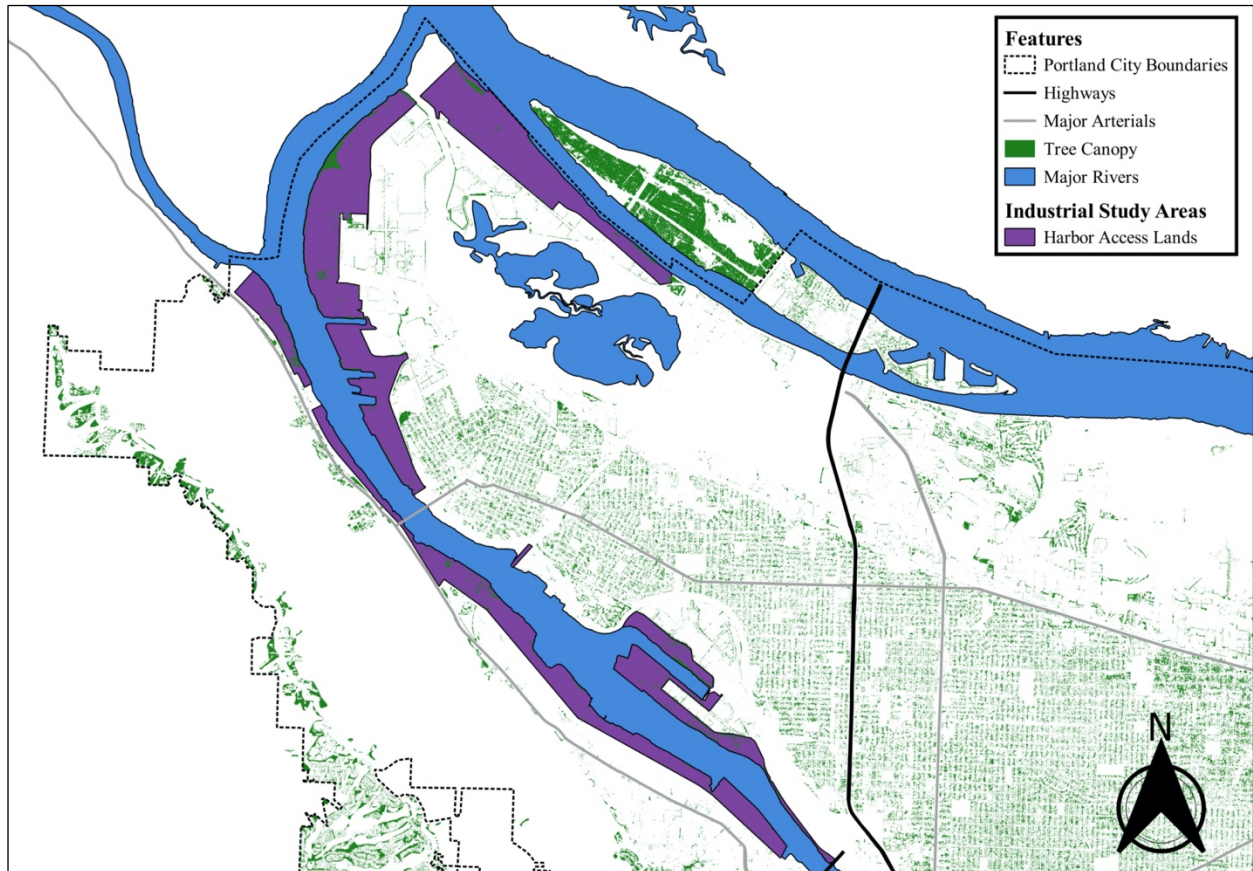 Features
Portland City Boundaries
Highways
Major Arterials
Tree Canopy
Major Rivers
Industrial Study Areas
Harbor Access Lands
N